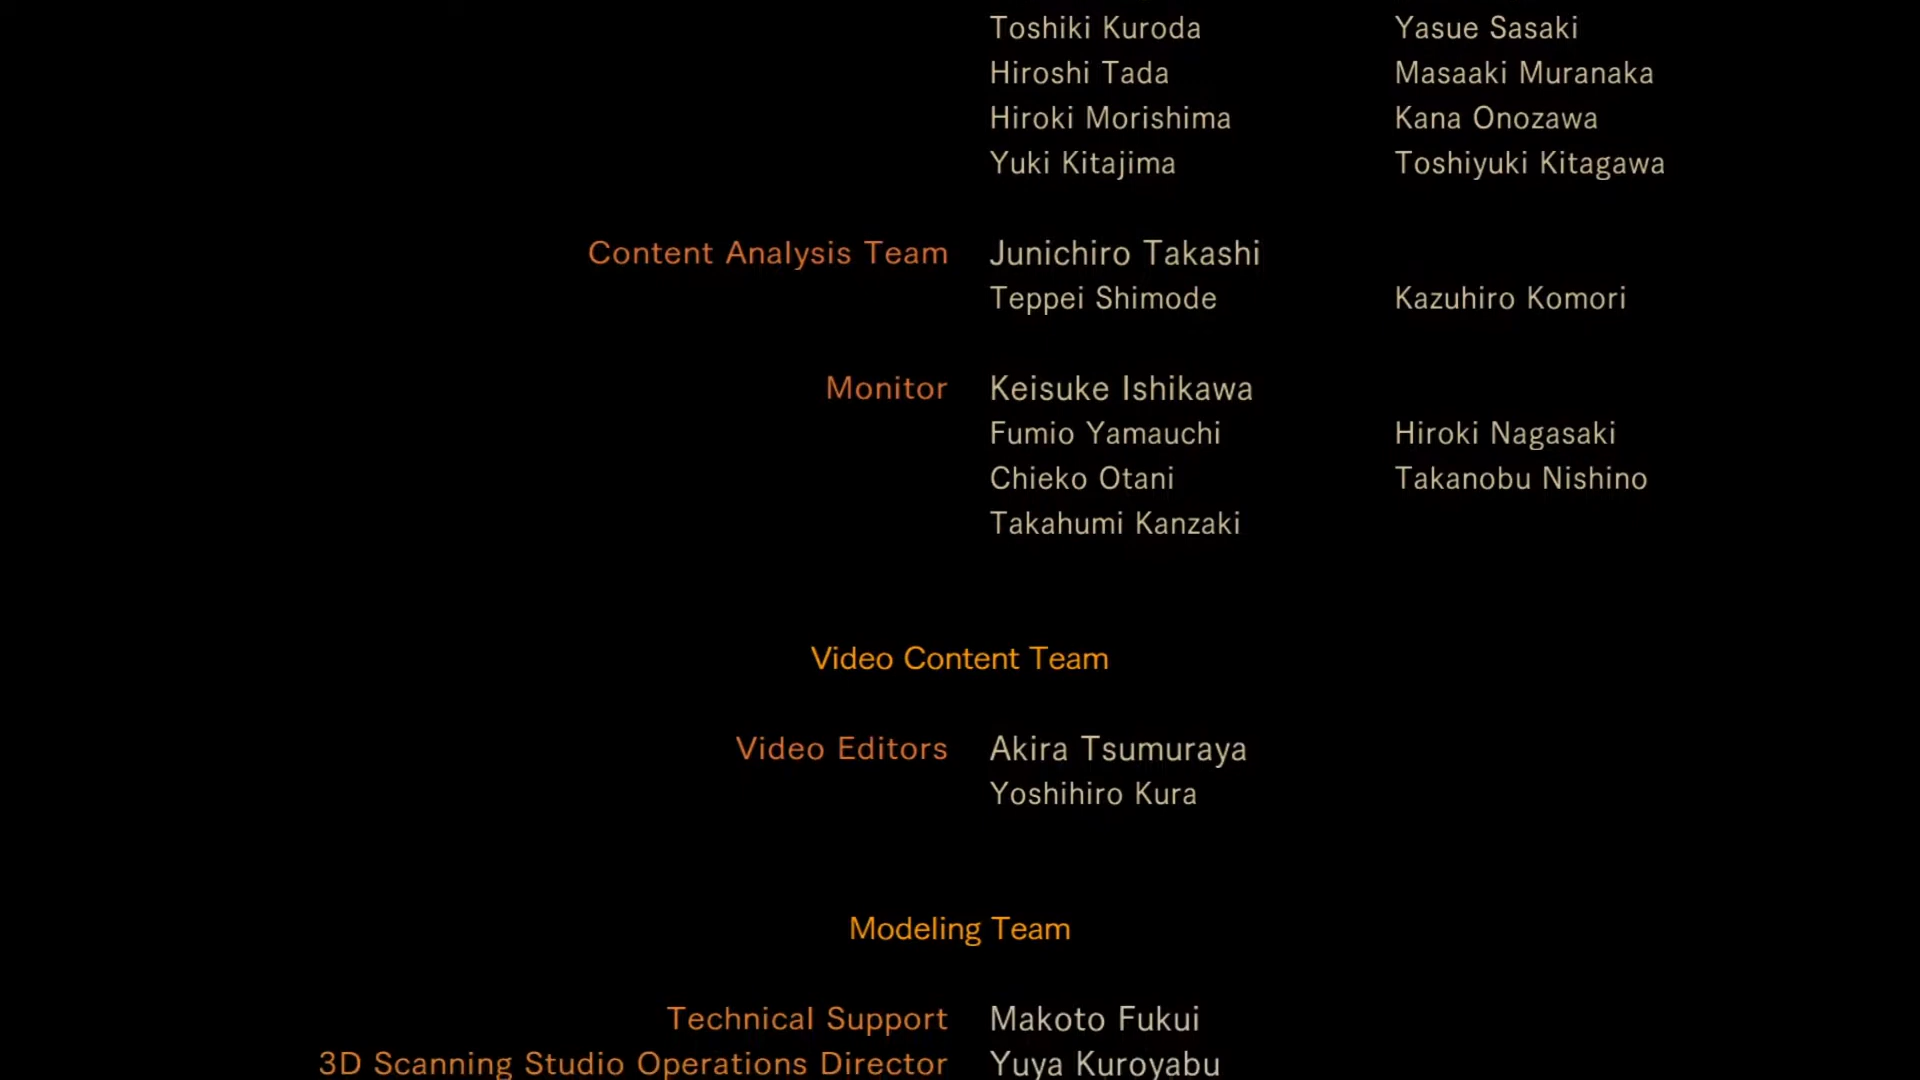 Toshiki Kuroda Yasue Sasaki
Hiroshi Tada Masaaki Muranaka
Hiroki Morishima Kana Onozawa
Yuki Kitajima Toshiyuki Kitagawa
Content Analysis Team Junichiro Takashi
Teppei Shimode Kazuhiro Komori
Monitor Keisuke Ishikawa
Fumio Yamauchi Hiroki Nagasaki
Chieko Otani Takanobu Nishino
Takahumi Kanzaki
Video Content Team
Video Editors Akira Tsumuraya
Yoshihiro Kura
Modeling Team
Technical Support Makoto Fukui
3D Scanning Studio Operations Director Yuya Kuroyabu